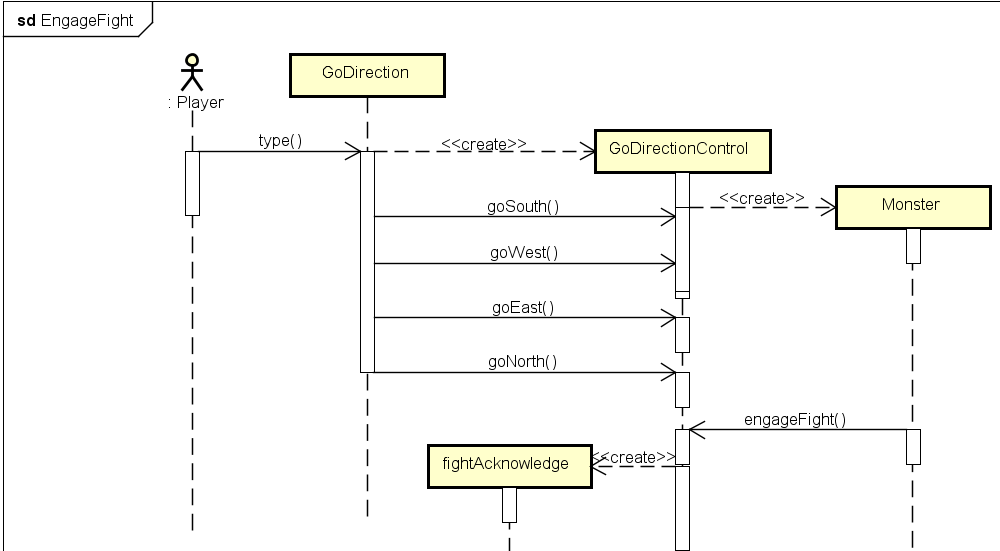 sd EngageFight
: Player
GoDirection
type()
<<create>>
GoDirectionControl
<<create>>
Monster
goSouth()
goWest()
goEast()
goNorth()
engageFight()
fightAcknowledge
<<create>>